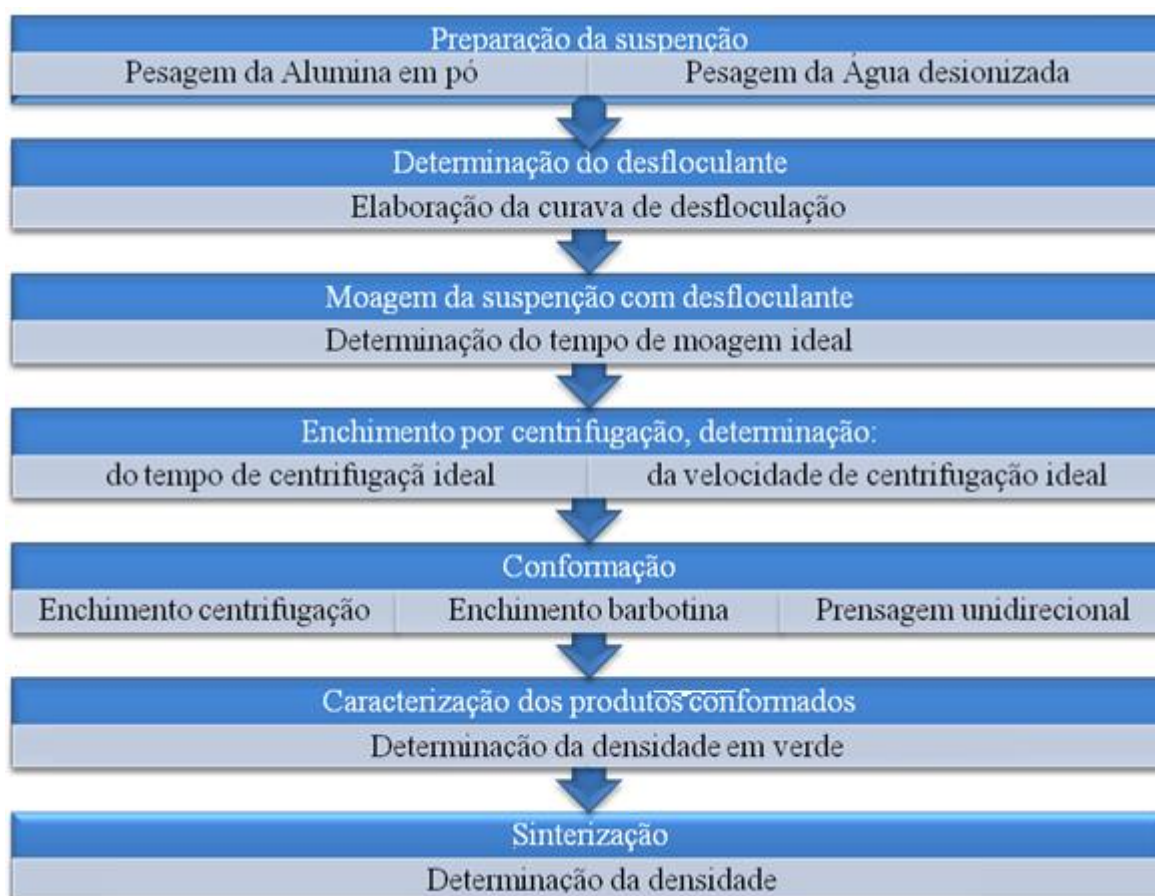 Preparação da suspenção
Pesagem da Alumina em pó Pesagem da Água desionizada
Determinação do desfloculante
Elaboração da curava de desfloculação
Moagem da suspenção com desfloculante
Determinação do tempo de moagem ideal
Enchimento por centrifugação, determinação:
do tempo de centrifugaçã ideal da velocidade de centrifugação ideal
Conformação
Enchimento centrifugação Enchimento barbotina Prensagem unidirecional
Caracterização dos produtos conformados
Determinação da densidade em verde
Sinterização
Determinação da densidade